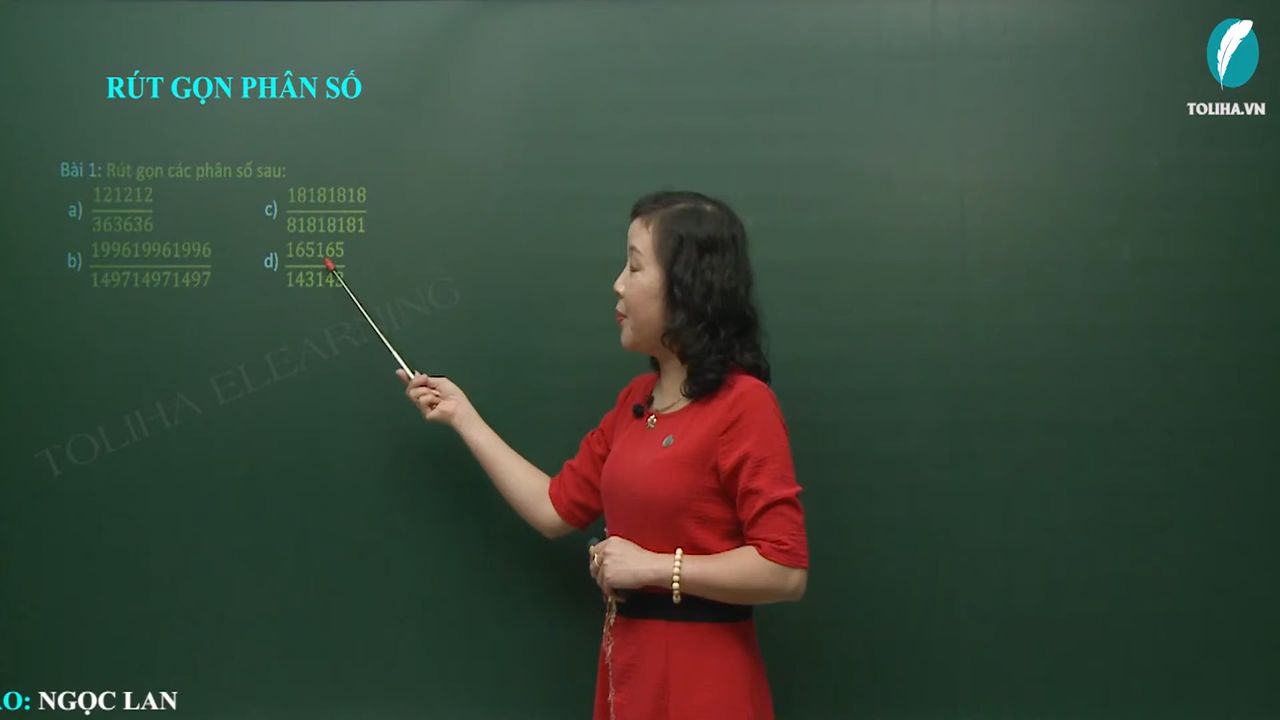 TOLIHA.VN
RÚT GỌN PHÂN SỐ
Bài 1: Rút gọn các phân số sau:
a) 121212/363636
c) 18181818/81818181
b) 199619961996/149714971497
d) 165165/14314
TOLIHA ELEARNING
NGỌC LAN